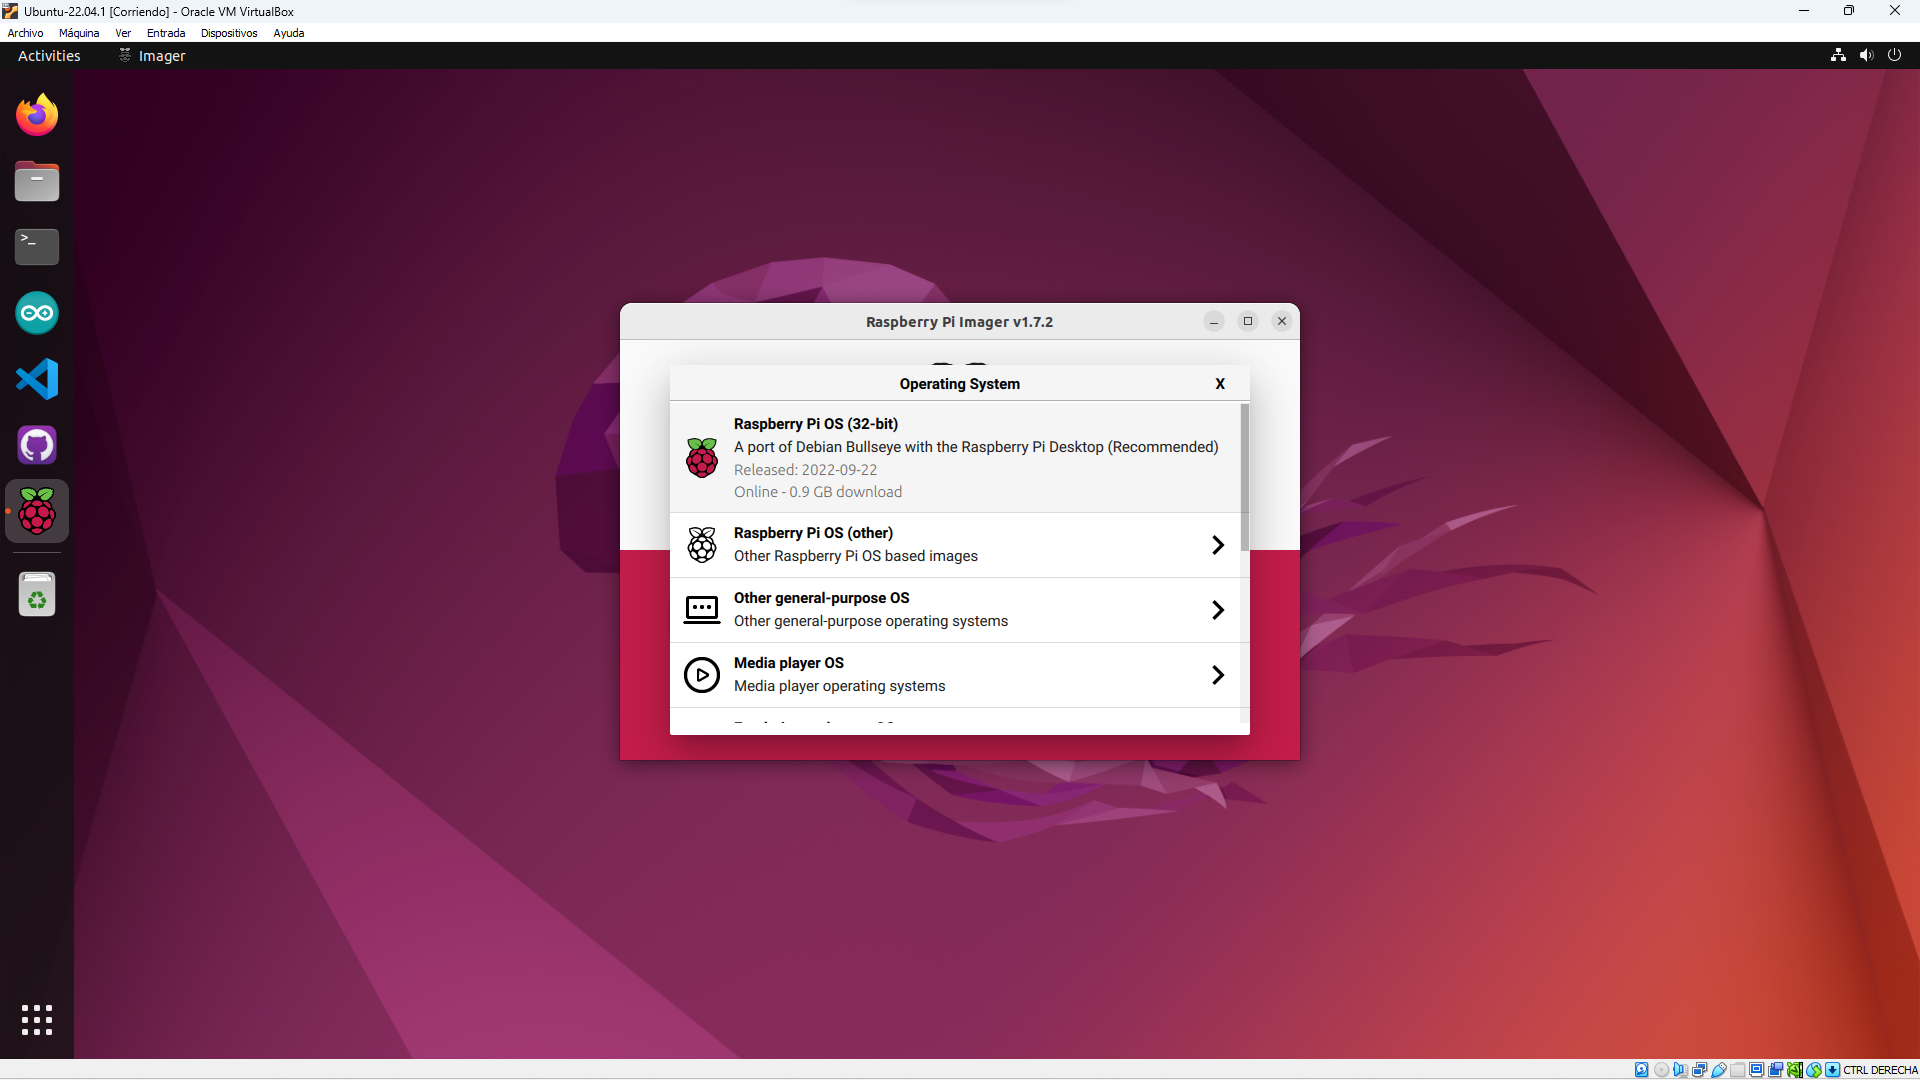 Ubuntu-22.04.1 [Corriendo] - Oracle VM VirtualBox
Archivo Máquina Ver Entrada Dispositivos Ayuda
Activities Imager
Raspberry Pi Imager v1.7.2
Operating System X
Raspberry Pi OS (32-bit)
A port of Debian Bullseye with the Raspberry Pi Desktop (Recommended)
Released: 2022-09-22
Online - 0.9 GB download
Raspberry Pi OS (other)
Other Raspberry Pi OS based images
Other general-purpose OS
Other general-purpose operating systems
Media player OS
Media player operating systems
CTRL DERECHA